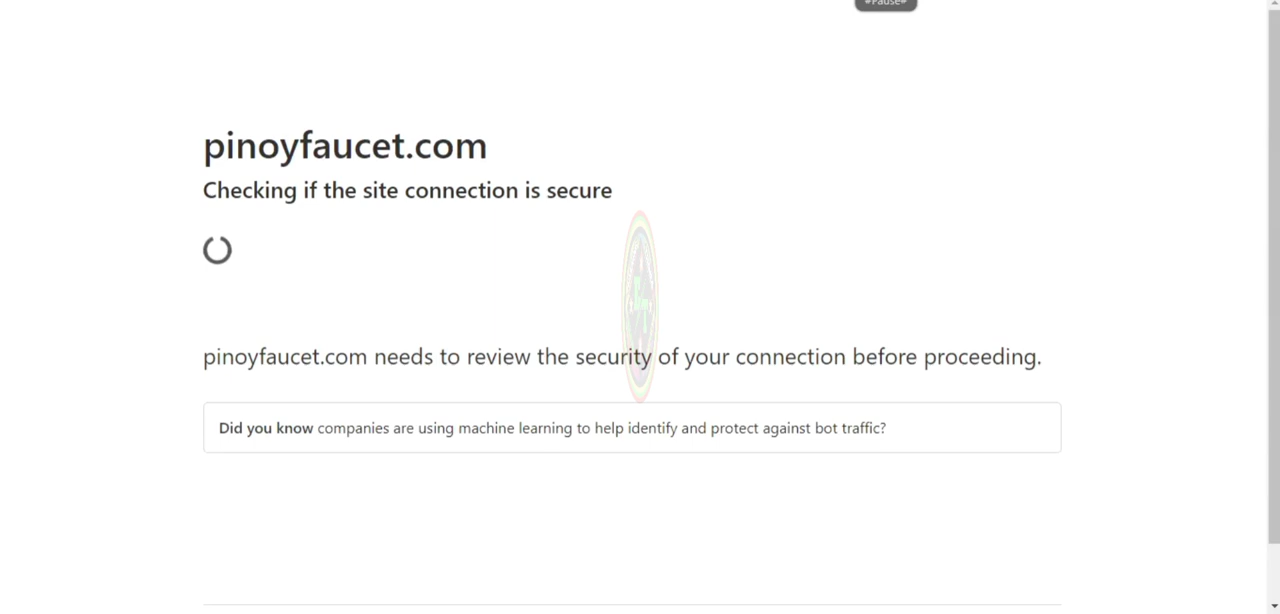 #Pause#
pinoyfaucet.com
Checking if the site connection is secure
pinoyfaucet.com needs to review the security of your connection before proceeding.
Did you know companies are using machine learning to help identify and protect against bot traffic?